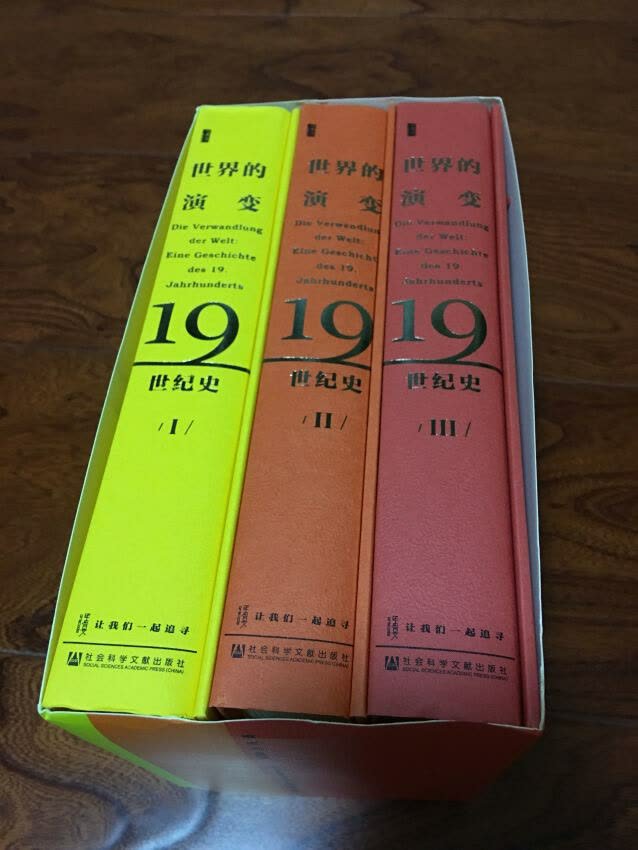 世界的
演变
Die Verwandlung
der Welt:
Eine Geschichte
des 19.
Jahrhunderts
19
世纪史
/ I /
让我们一起追寻
社会科学文献出版社
SOCIAL SCIENCES ACADEMIC PRESS (CHINA)
世界的
演变
Die Verwandlung
der Welt:
Eine Geschichte
des 19.
Jahrhunderts
19
世纪史
/ II /
让我们一起追寻
社会科学文献出版社
SOCIAL SCIENCES ACADEMIC PRESS (CHINA)
世界的
演变
Die Verwandlung
der Welt:
Eine Geschichte
des 19.
Jahrhunderts
19
世纪史
/ III /
让我们一起追寻
社会科学文献出版社
SOCIAL SCIENCES ACADEMIC PRESS (CHINA)